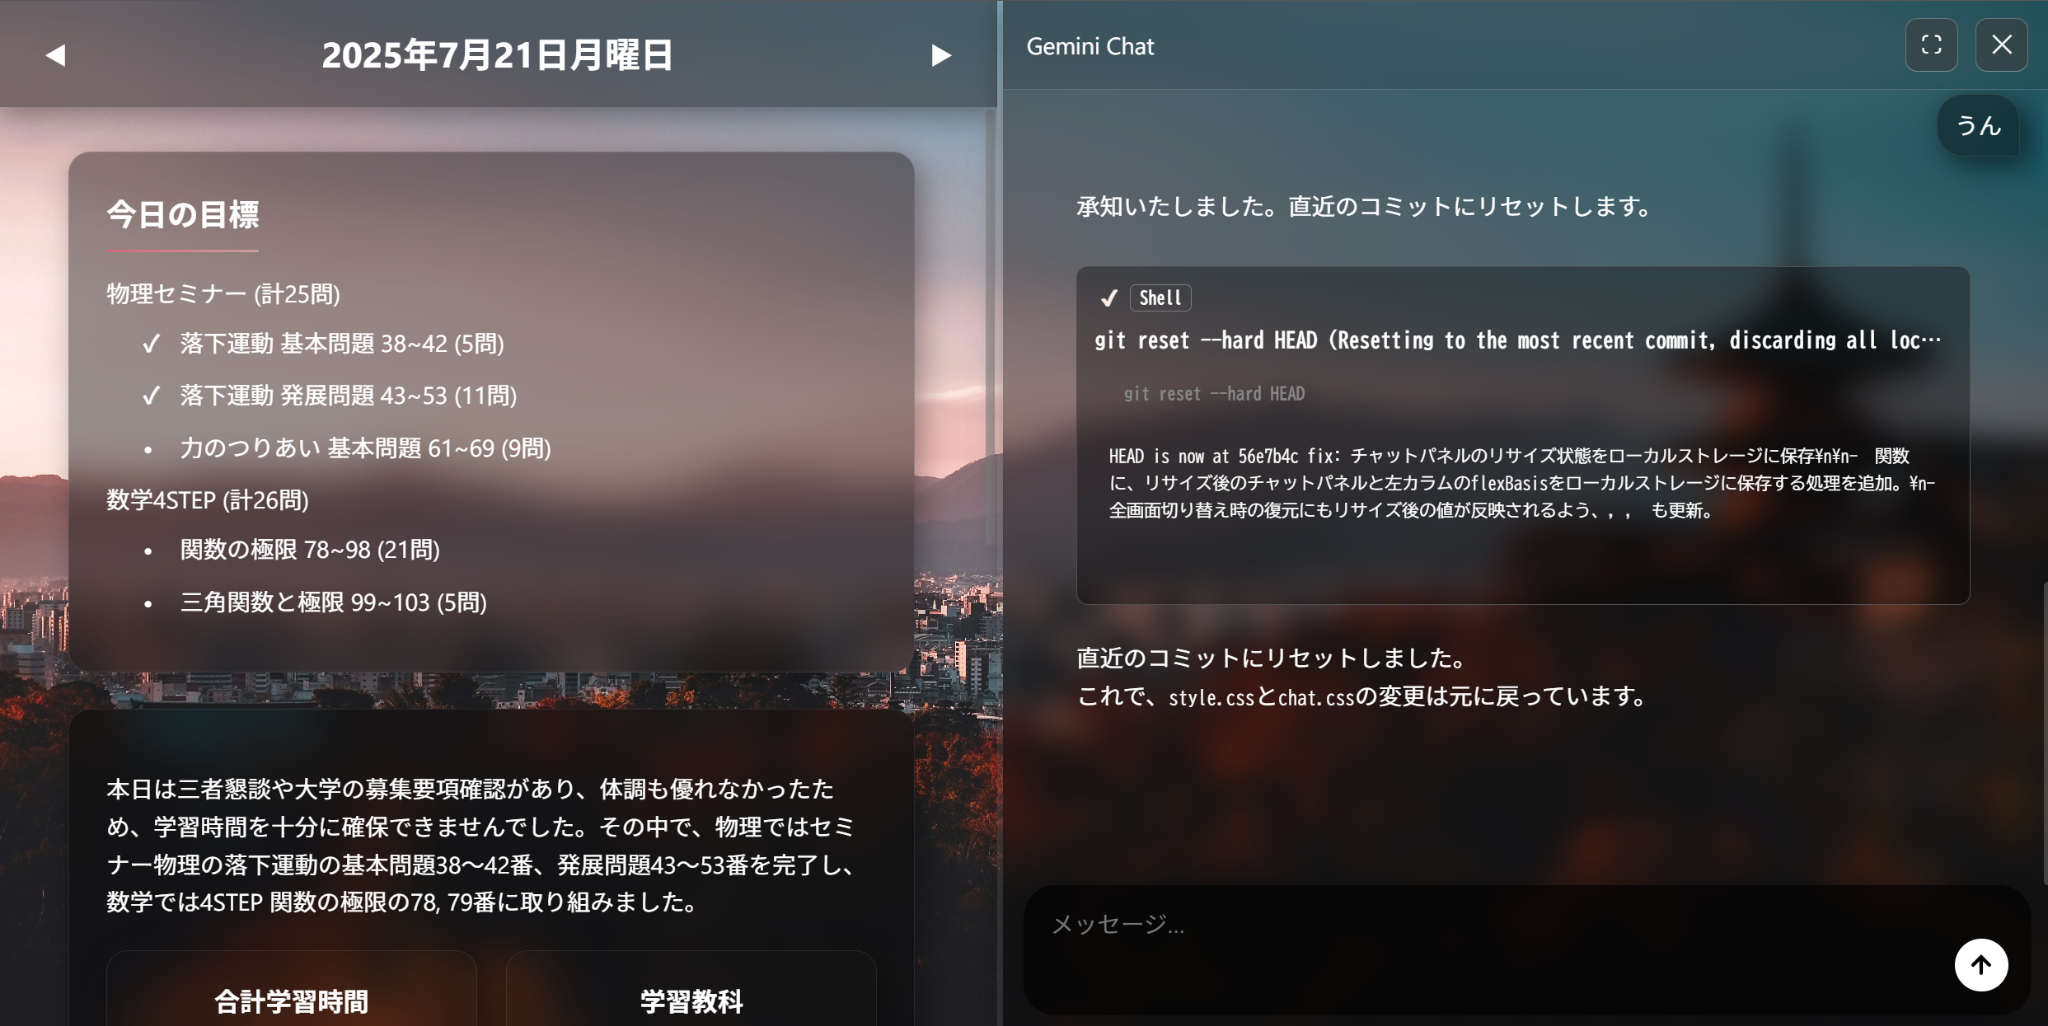 ◀ 2025年7月21日月曜日 ▶
今日の目標
物理セミナー (計25問)
✓ 落下運動 基本問題 38~42 (5問)
✓ 落下運動 発展問題 43~53 (11問)
• 力のつりあい 基本問題 61~69 (9問)
数学4STEP (計26問)
• 関数の極限 78~98 (21問)
• 三角関数と極限 99~103 (5問)
本日は三者懇談や大学の募集要項確認があり、体調も優れなかったた
め、学習時間を十分に確保できませんでした。その中で、物理ではセミ
ナー物理の落下運動の基本問題38〜42番、発展問題43〜53番を完了し、
数学では4STEP 関数の極限の78, 79番に取り組みました。
合計学習時間
学習教科
Gemini Chat
うん
承知いたしました。直近のコミットにリセットします。
✓ Shell
git reset --hard HEAD (Resetting to the most recent commit, discarding all loc…
git reset --hard HEAD
HEAD is now at 56e7b4c fix: チャットパネルのリサイズ状態をローカルストレージに保存¥n¥n- 関数
に、リサイズ後のチャットパネルと左カラムのflexBasisをローカルストレージに保存する処理を追加。¥n-
全画面切り替え時の復元にもリサイズ後の値が反映されるよう、, , も更新。
直近のコミットにリセットしました。
これで、style.cssとchat.cssの変更は元に戻っています。
メッセージ...